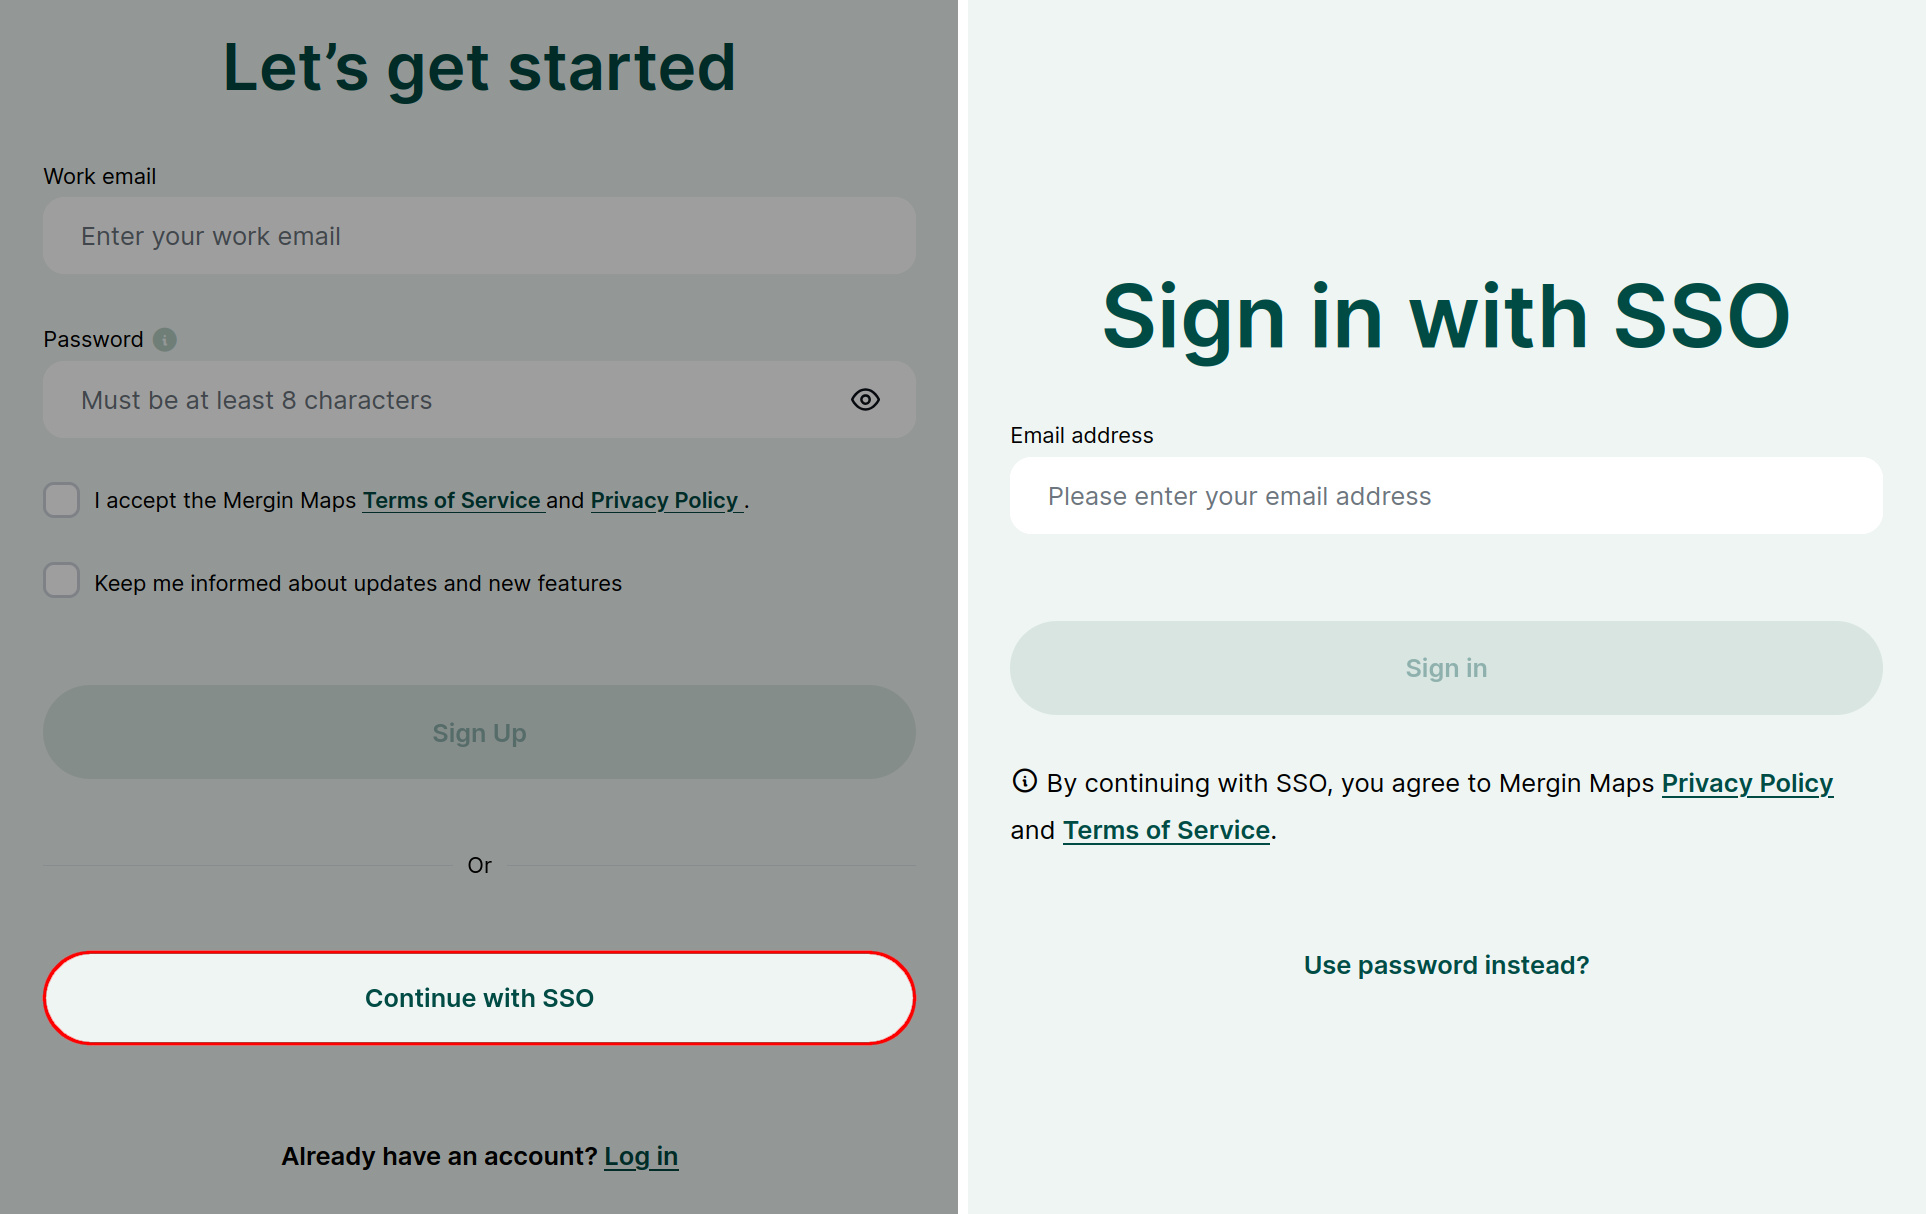 Let’s get started
Work email
Enter your work email
Password
Must be at least 8 characters
I accept the Mergin Maps Terms of Service and Privacy Policy .
Keep me informed about updates and new features
Sign Up
Or
Continue with SSO
Already have an account? Log in
Sign in with SSO
Email address
Please enter your email address
Sign in
By continuing with SSO, you agree to Mergin Maps Privacy Policy
and Terms of Service.
Use password instead?